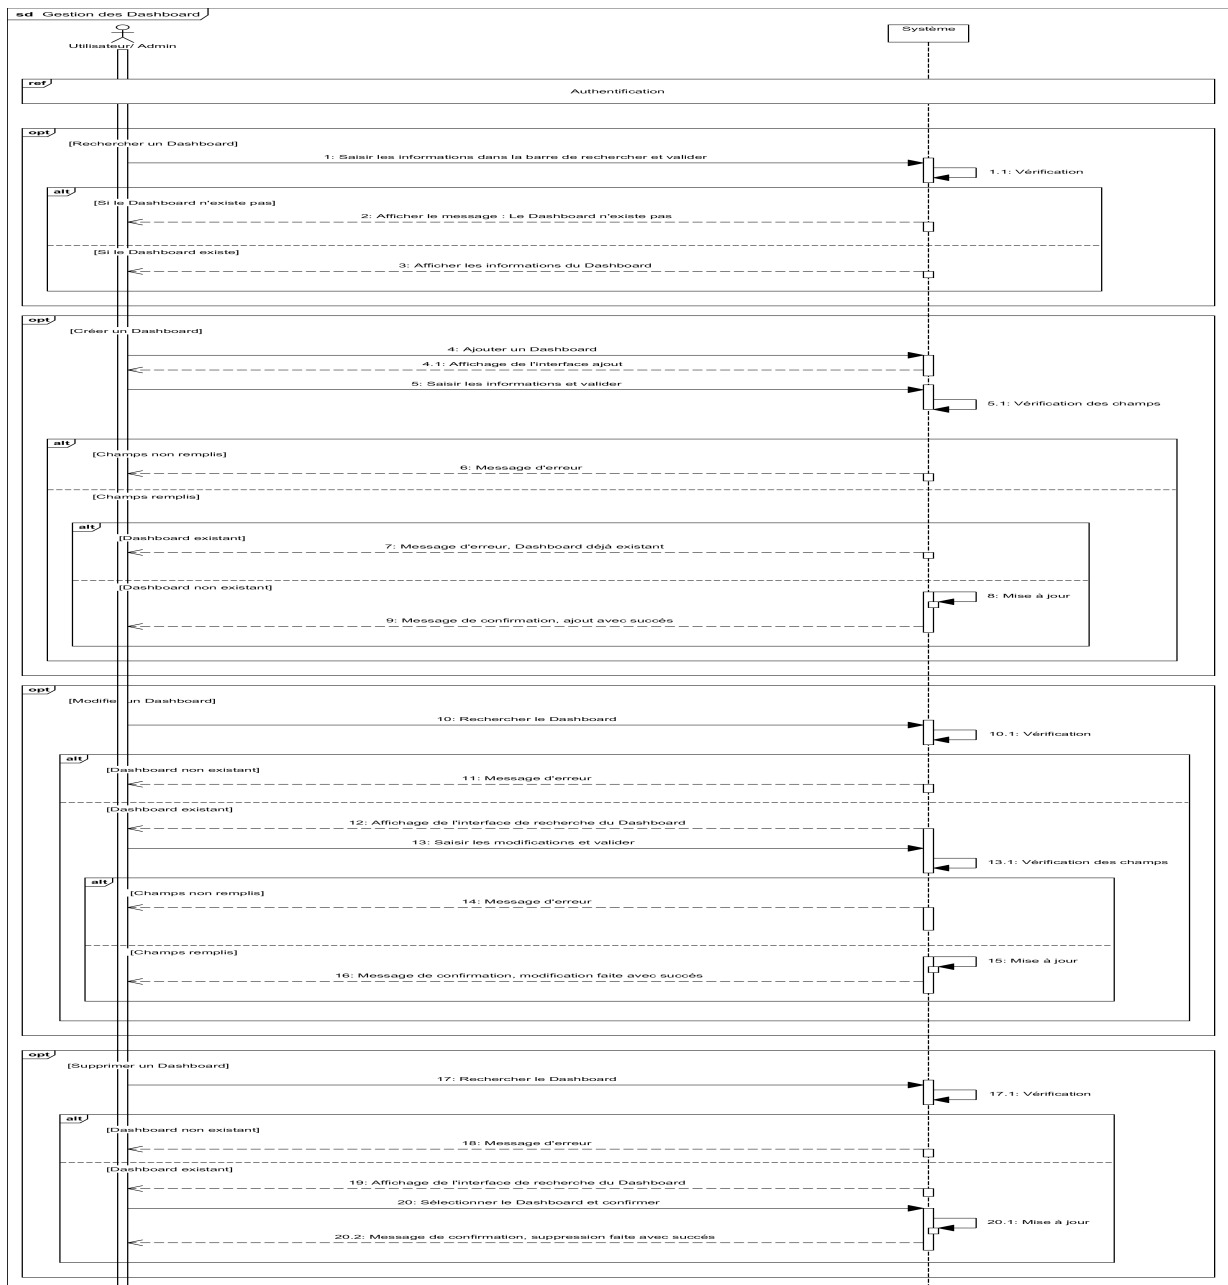 sd Gestion des Dashboard
Utilisateur/ Admin
Système
ref
Authentification
opt
[Rechercher un Dashboard]
1: Saisir les informations dans la barre de rechercher et valider
1.1: Vérification
alt
[Si le Dashboard n'existe pas]
2: Afficher le message : Le Dashboard n'existe pas
[Si le Dashboard existe]
3: Afficher les informations du Dashboard
opt
[Créer un Dashboard]
4: Ajouter un Dashboard
4.1: Affichage de l'interface ajout
5: Saisir les informations et valider
5.1: Vérification des champs
alt
[Champs non remplis]
6: Message d'erreur
[Champs remplis]
alt
[Dashboard existant]
7: Message d'erreur, Dashboard déjà existant
[Dashboard non existant]
8: Mise à jour
9: Message de confirmation, ajout avec succés
opt
[Modifier un Dashboard]
10: Rechercher le Dashboard
10.1: Vérification
alt
[Dashboard non existant]
11: Message d'erreur
[Dashboard existant]
12: Affichage de l'interface de recherche du Dashboard
13: Saisir les modifications et valider
13.1: Vérification des champs
alt
[Champs non remplis]
14: Message d'erreur
[Champs remplis]
15: Mise à jour
16: Message de confirmation, modification faite avec succés
opt
[Supprimer un Dashboard]
17: Rechercher le Dashboard
17.1: Vérification
alt
[Dashboard non existant]
18: Message d'erreur
[Dashboard existant]
19: Affichage de l'interface de recherche du Dashboard
20: Sélectionner le Dashboard et confirmer
20.1: Mise à jour
20.2: Message de confirmation, suppression faite avec succés